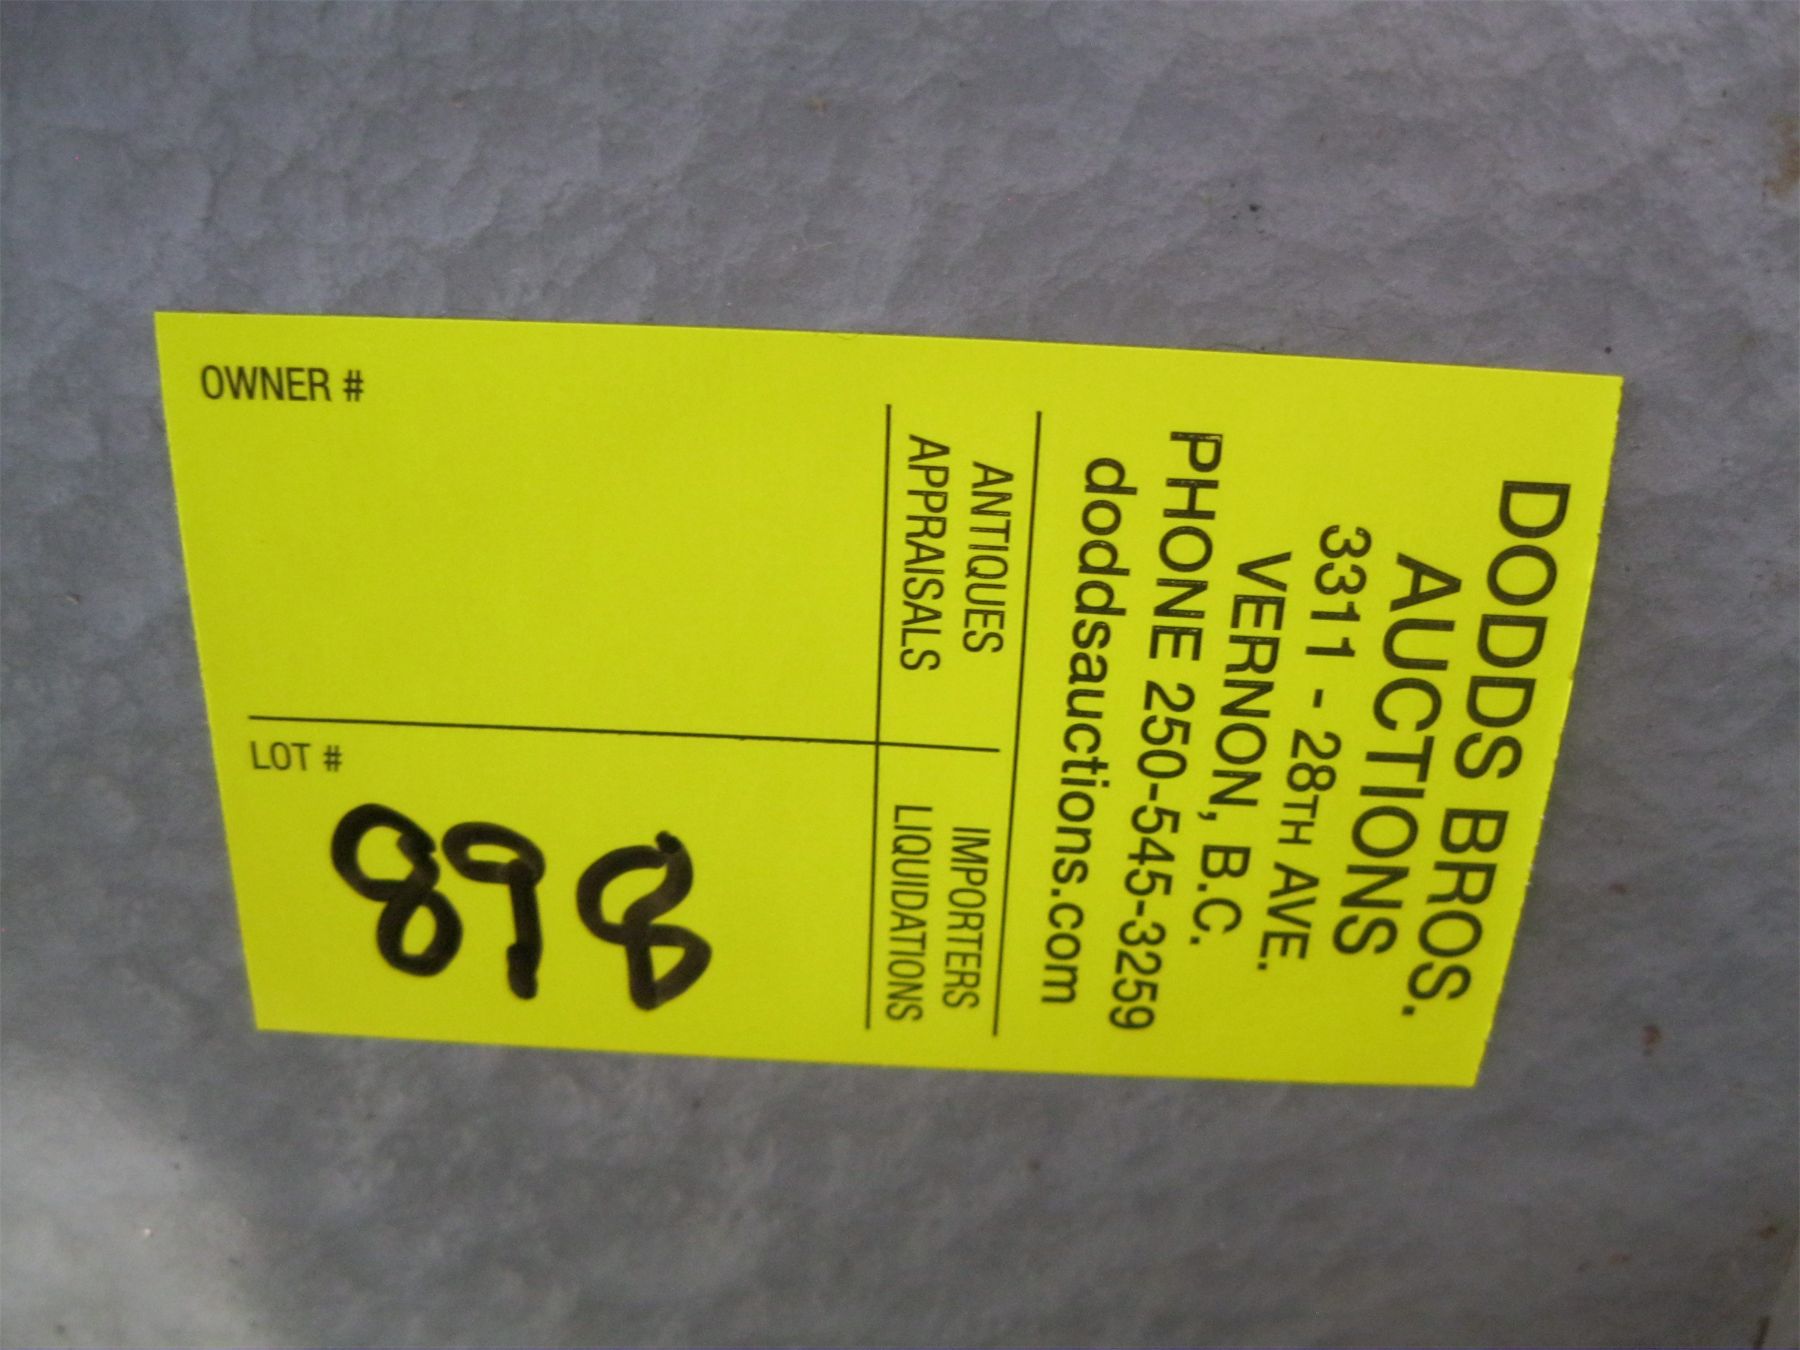 DODDS BROS.
AUCTIONS
3311 - 28TH AVE.
VERNON, B.C.
PHONE 250-545-3259
doddsauctions.com
ANTIQUES
APPRAISALS
IMPORTERS
LIQUIDATIONS
OWNER #
LOT #
898